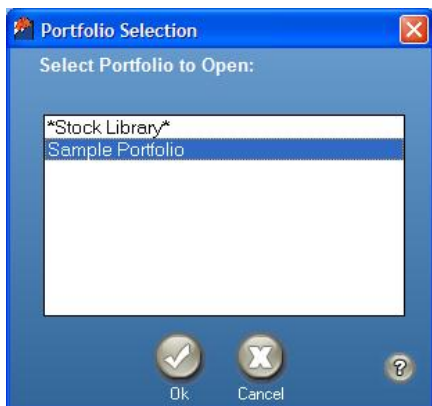 Portfolio Selection
Select Portfolio to Open:
*Stock Library*
Sample Portfolio
?
Ok Cancel